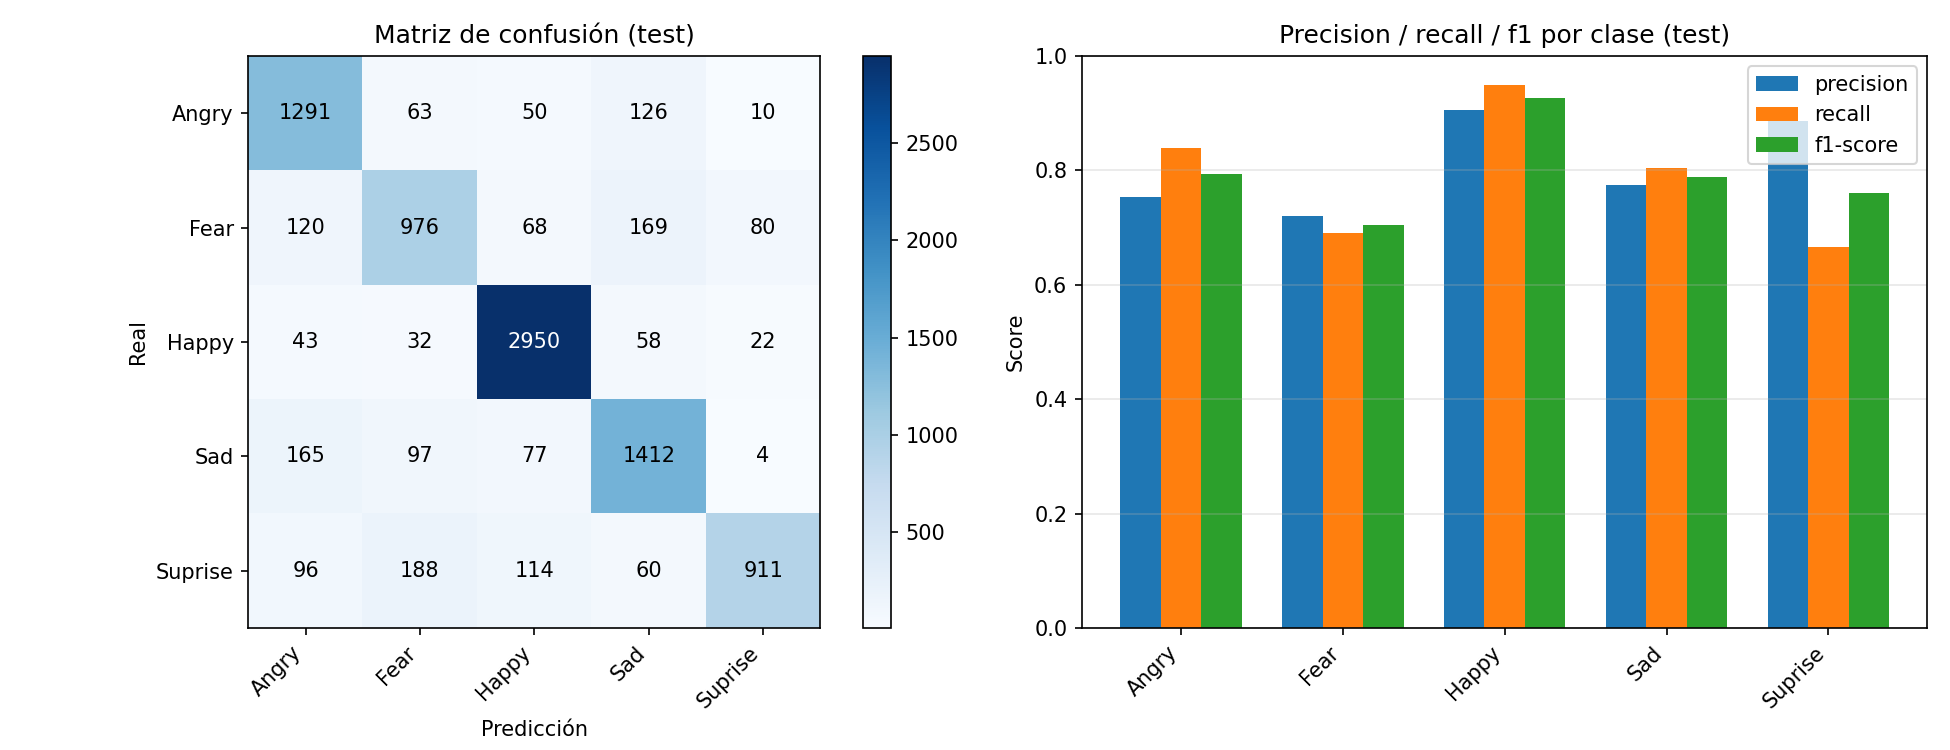 Matriz de confusión (test)
Real
Angry 1291 63 50 126 10
Fear 120 976 68 169 80
Happy 43 32 2950 58 22
Sad 165 97 77 1412 4
Suprise 96 188 114 60 911
Angry Fear Happy Sad Suprise
Predicción
2500
2000
1500
1000
500
Precision / recall / f1 por clase (test)
Score
1.0
0.8
0.6
0.4
0.2
0.0
precision
recall
f1-score
Angry Fear Happy Sad Suprise